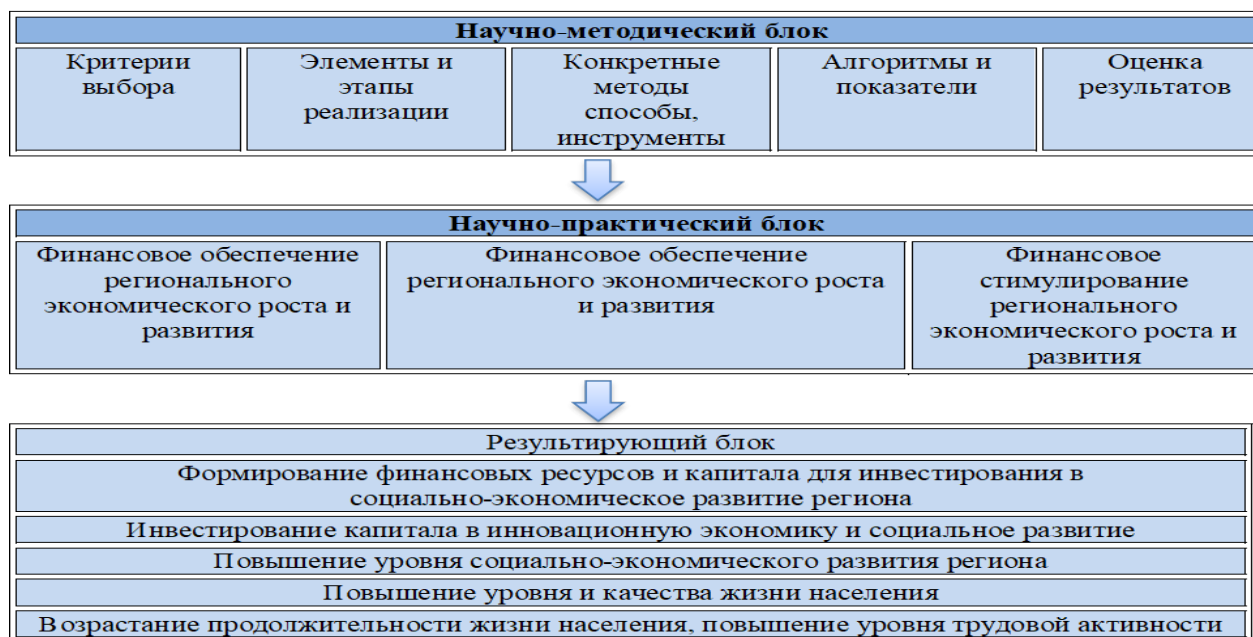 Научно-методический блок
Критерии
выбора
Элементы и
этапы
реализации
Конкретные
методы
способы,
инструменты
Алгоритмы и
показатели
Оценка
результатов
Научно-практический блок
Финансовое обеспечение
регионального
экономического роста и
развития
Финансовое обеспечение
регионального экономического роста
и развития
Финансовое
стимулирование
регионального
экономического роста и
развития
Результирующий блок
Формирование финансовых ресурсов и капитала для инвестирования в
социально-экономическое развитие региона
Инвестирование капитала в инновационную экономику и социальное развитие
Повышение уровня социально-экономического развития региона
Повышение уровня и качества жизни населения
Возрастание продолжительности жизни населения, повышение уровня трудовой активности